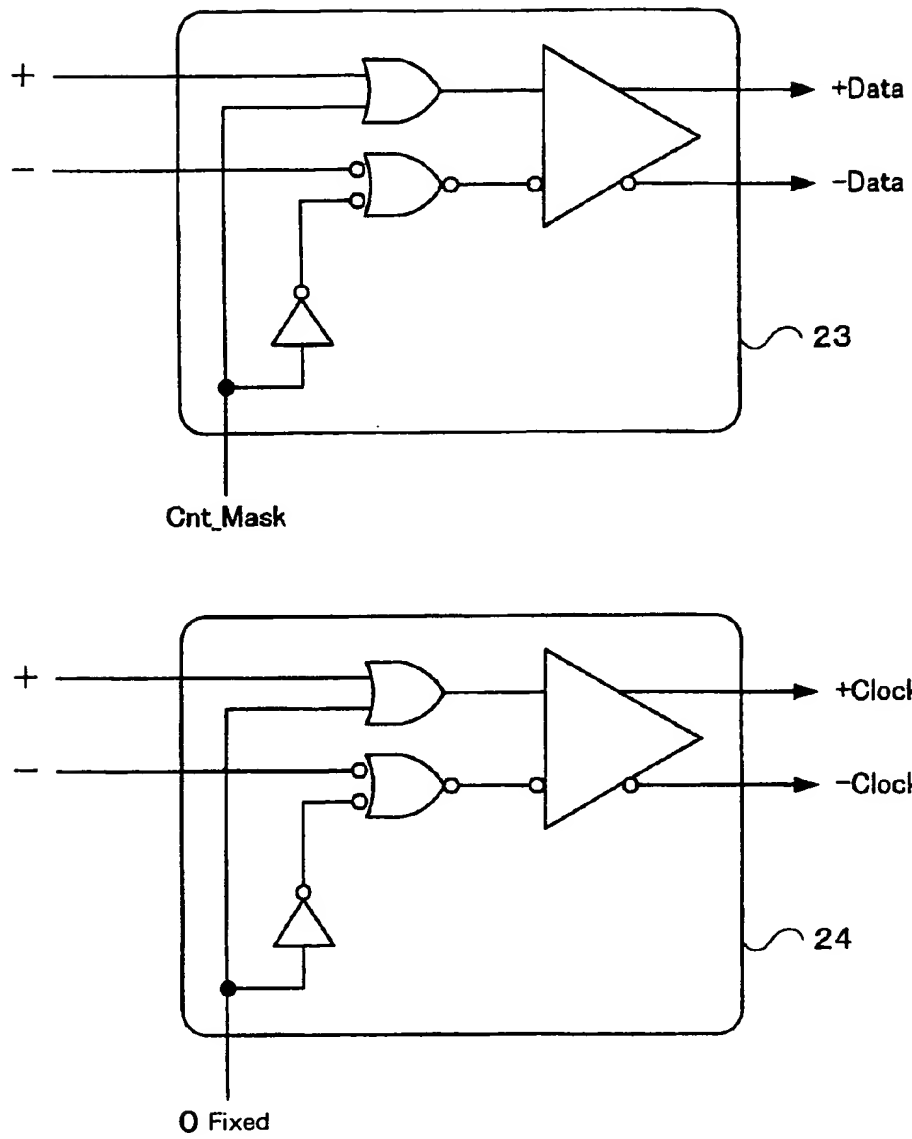 +
+Data
-
-Data
23
Cnt_Mask
+
+Clock
-
-Clock
24
0 Fixed